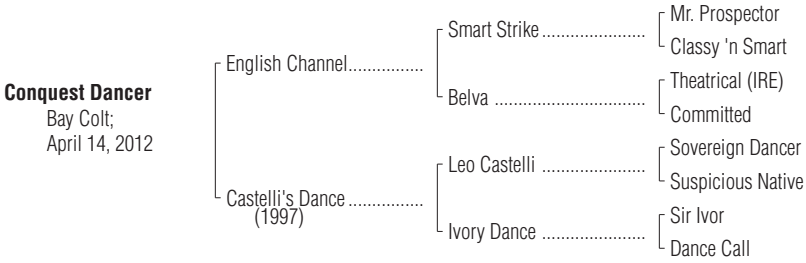 Conquest Dancer
Bay Colt;
April 14, 2012
English Channel................
Castelli's Dance ................
(1997)
Smart Strike ......................
Belva ................................
Leo Castelli ......................
Ivory Dance ......................
Mr. Prospector
Classy 'n Smart
Theatrical (IRE)
Committed
Sovereign Dancer
Suspicious Native
Sir Ivor
Dance Call